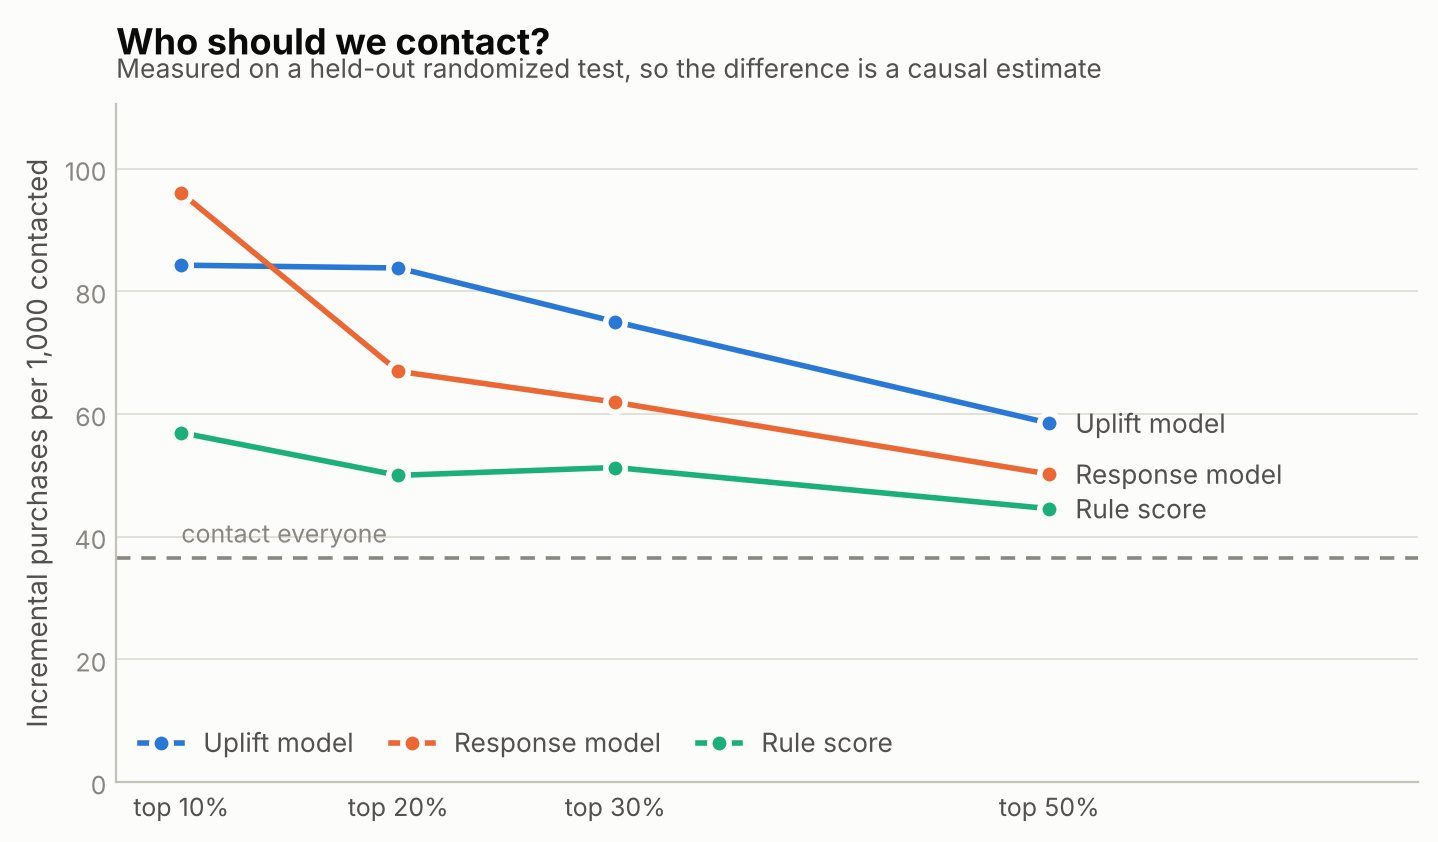 Who should we contact?
Measured on a held-out randomized test, so the difference is a causal estimate
Incremental purchases per 1,000 contacted
100
80
60
40
20
0
contact everyone
Uplift model
Response model
Rule score
Uplift model Response model Rule score
top 10% top 20% top 30% top 50%